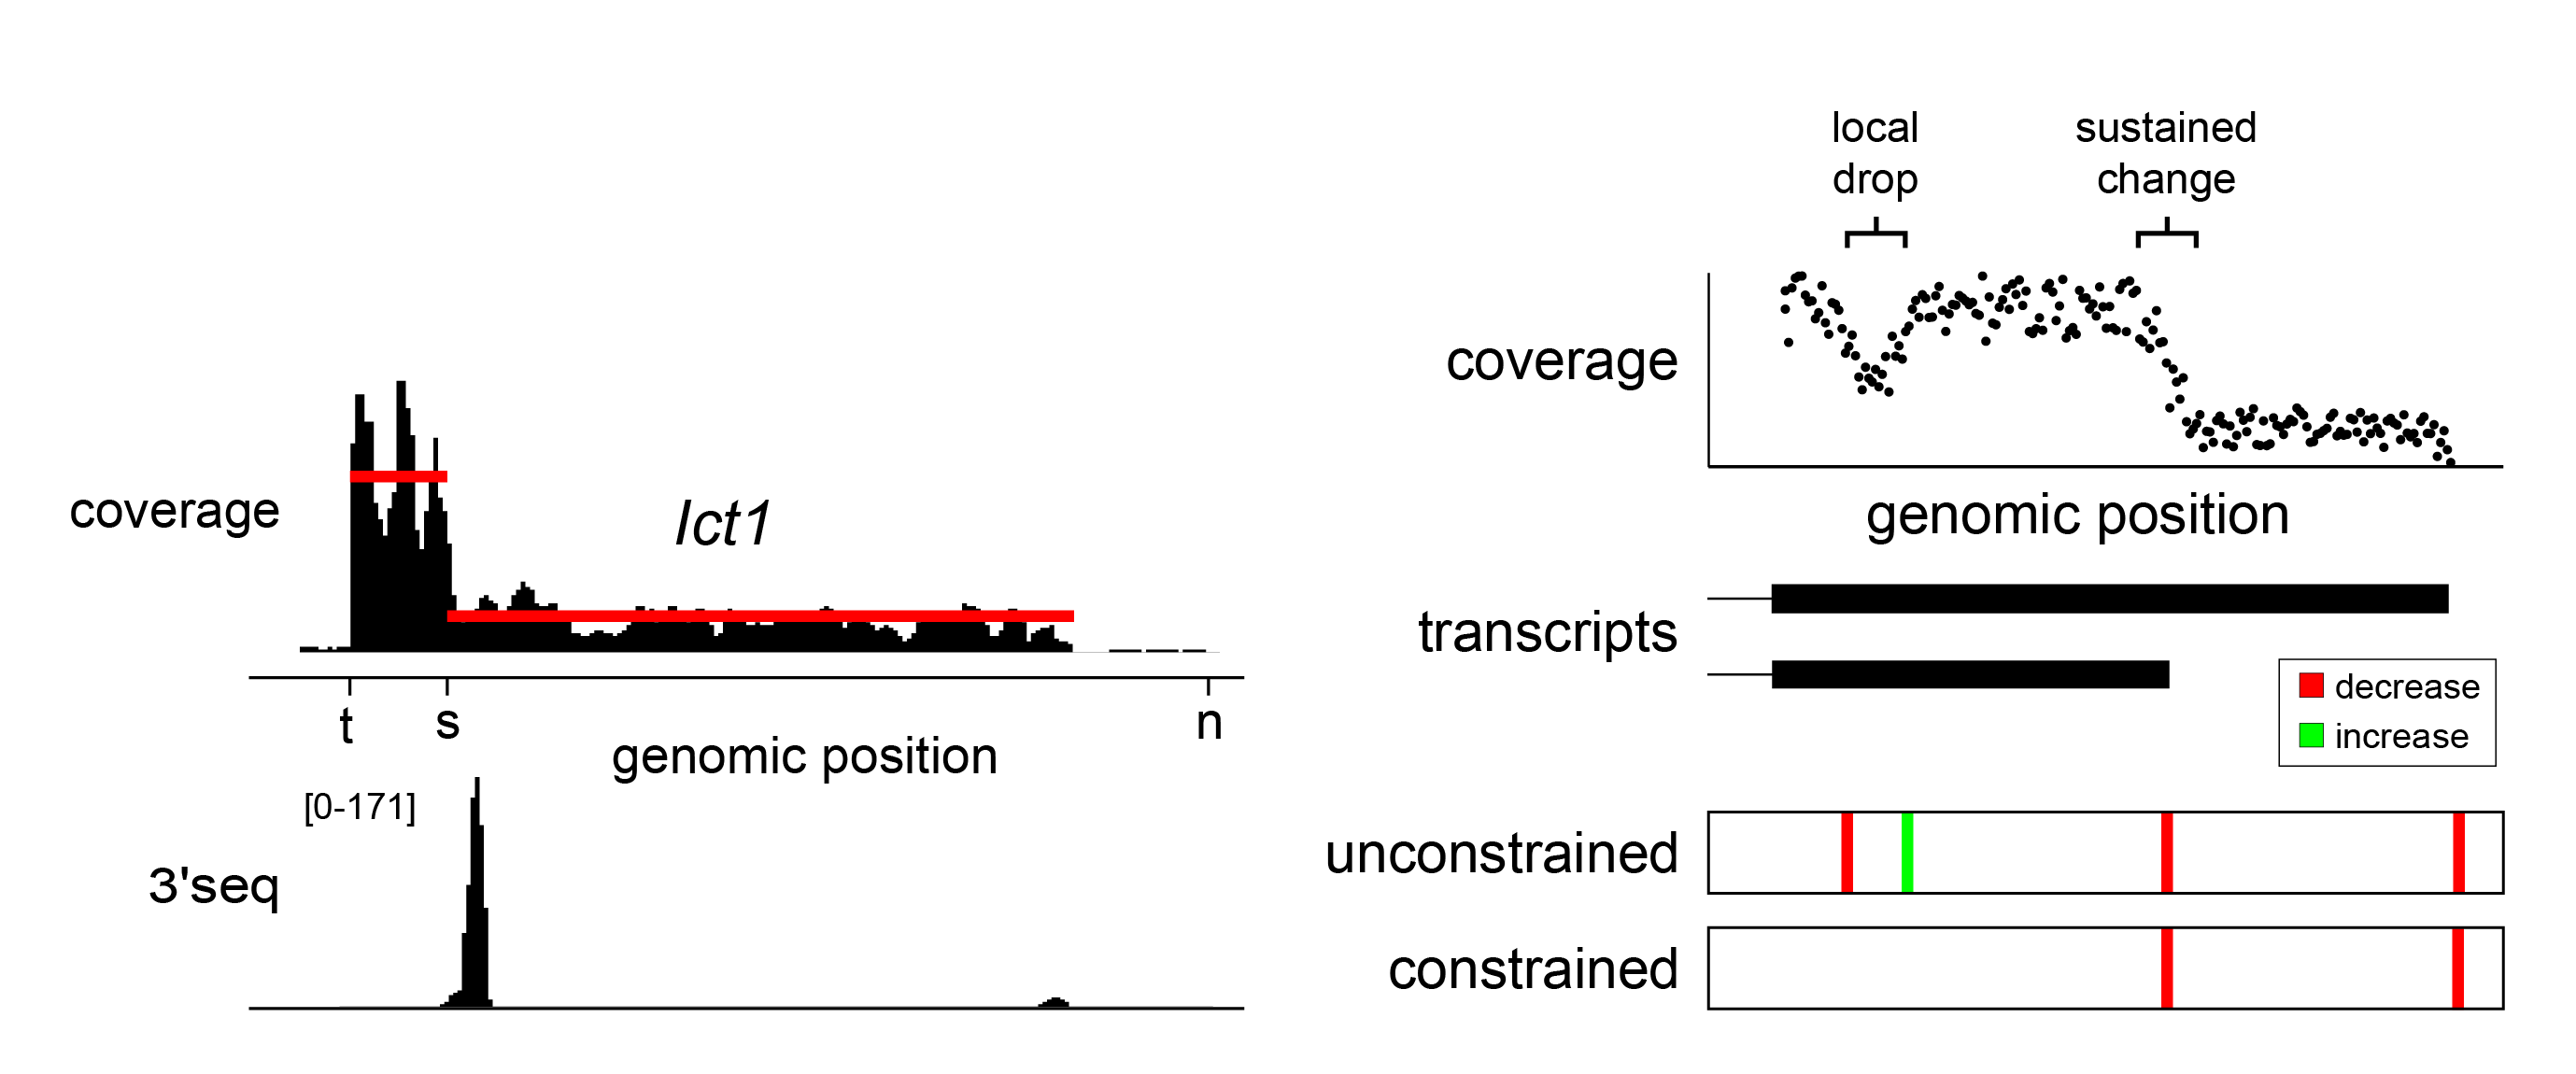 coverage
Ict1
t
s
n
genomic position
[0-171]
3'seq
local
drop
sustained
change
coverage
genomic position
transcripts
decrease
increase
unconstrained
constrained